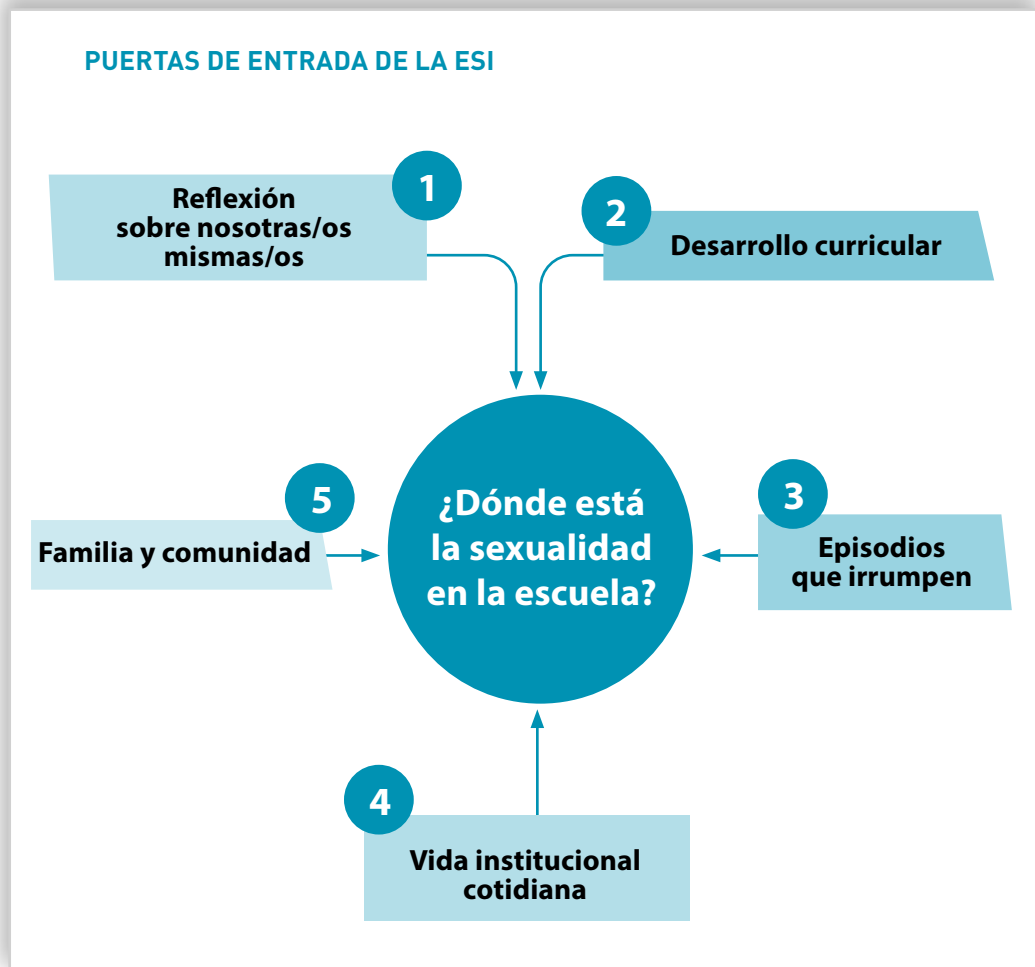 PUERTAS DE ENTRADA DE LA ESI
1
Reflexión
sobre nosotras/os
mismas/os
2
Desarrollo curricular
3
Episodios
que irrumpen
4
Vida institucional
cotidiana
5
Familia y comunidad
¿Dónde está
la sexualidad
en la escuela?